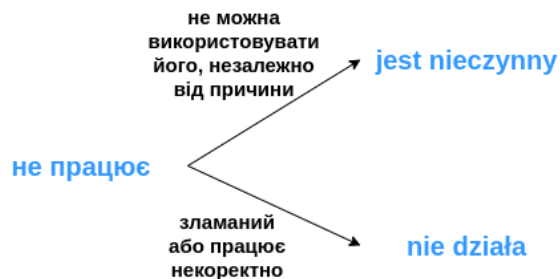 не можна
використовувати
його, незалежно
від причини
jest nieczynny
не працює
зламаний
або працює
некоректно
nie działa